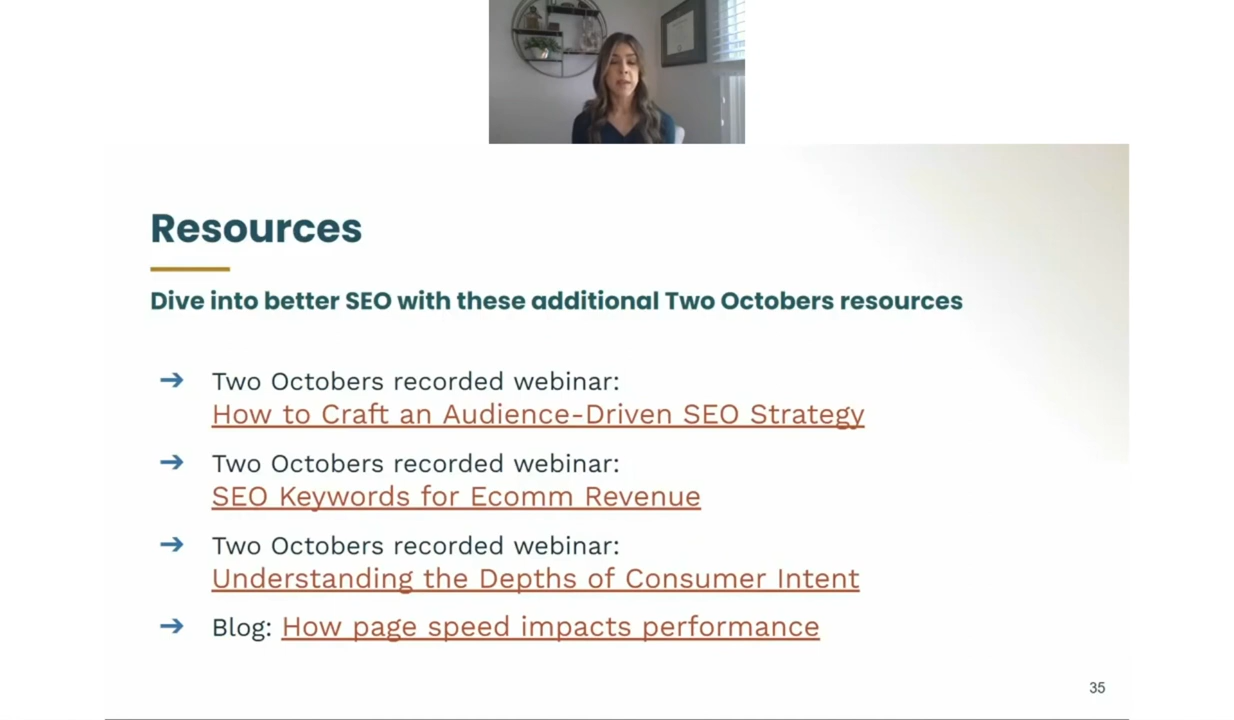 Resources
Dive into better SEO with these additional Two Octobers resources
➔ Two Octobers recorded webinar:
How to Craft an Audience-Driven SEO Strategy
➔ Two Octobers recorded webinar:
SEO Keywords for Ecomm Revenue
➔ Two Octobers recorded webinar:
Understanding the Depths of Consumer Intent
➔ Blog: How page speed impacts performance
35